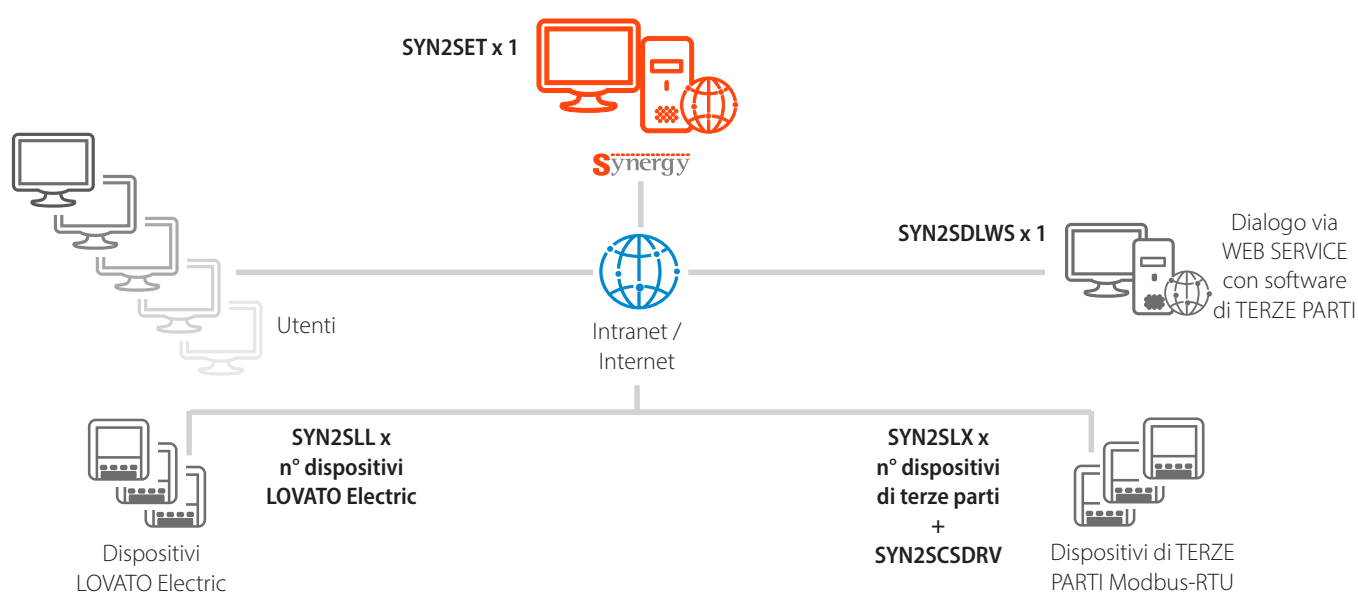 SYN2SET x 1
Synergy
SYN2SDLWS x 1
Dialogo via
WEB SERVICE
con software
di TERZE PARTI
Utenti
Intranet /
Internet
SYN2SLL x
n° dispositivi
LOVATO Electric
SYN2SLX x
n° dispositivi
di terze parti
+
SYN2SCSDRV
Dispositivi
LOVATO Electric
Dispositivi di TERZE
PARTI Modbus-RTU